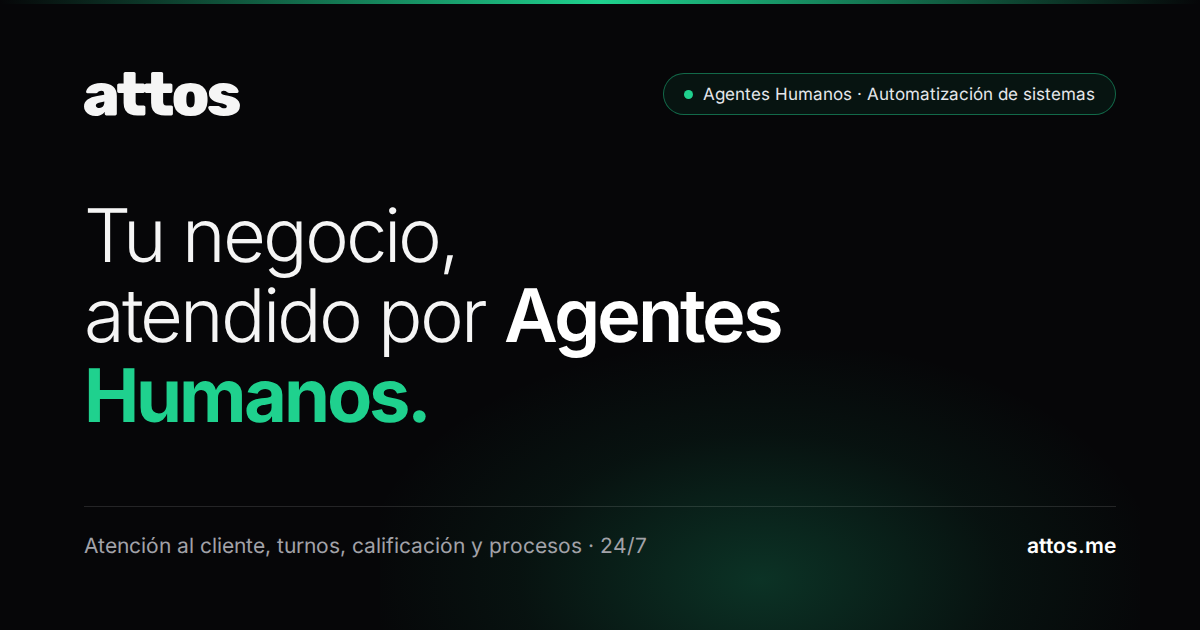 attos
Agentes Humanos · Automatización de sistemas
Tu negocio,
atendido por Agentes
Humanos.
Atención al cliente, turnos, calificación y procesos · 24/7
attos.me